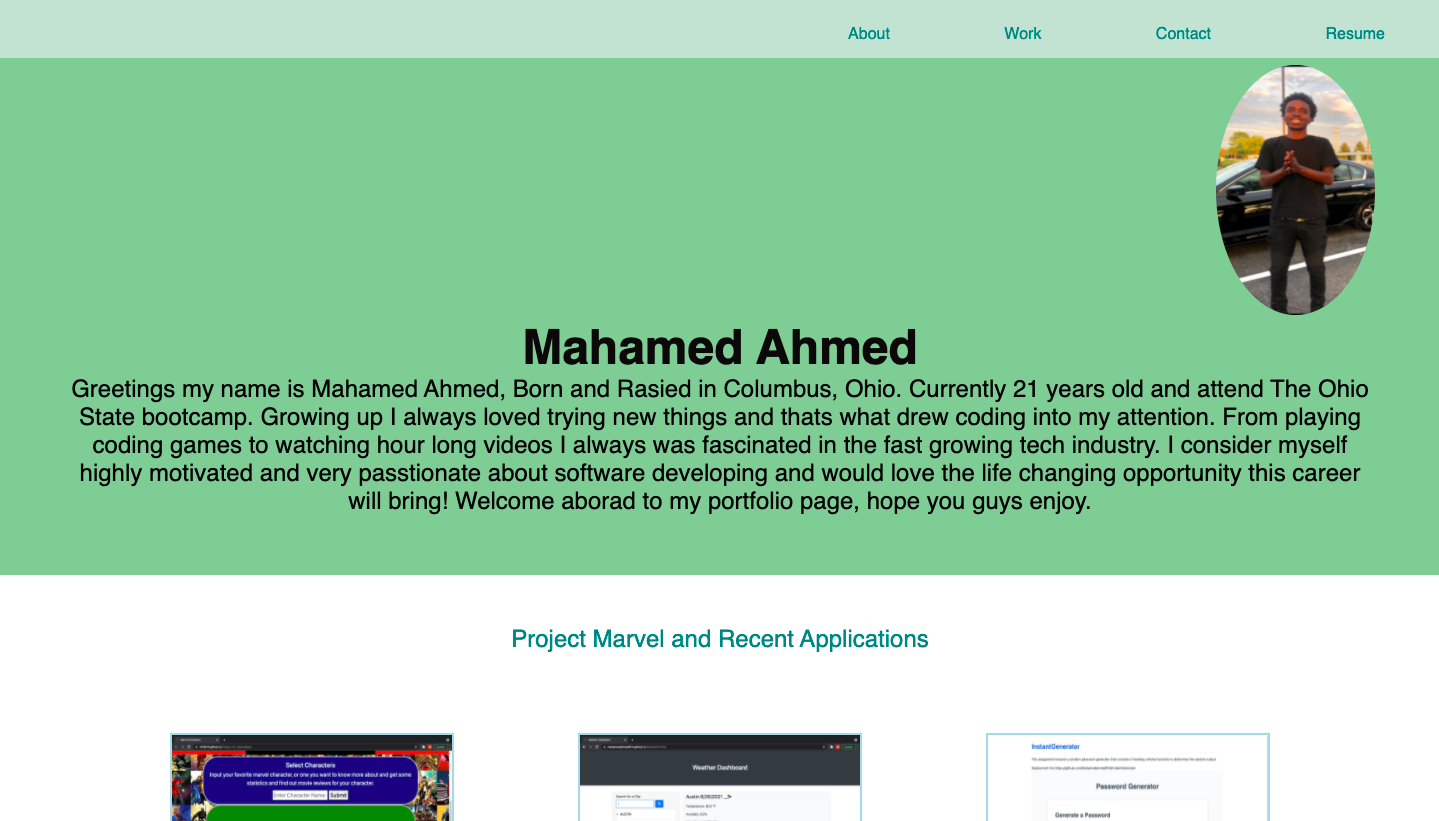 About Work Contact Resume
Mahamed Ahmed
Greetings my name is Mahamed Ahmed, Born and Rasied in Columbus, Ohio. Currently 21 years old and attend The Ohio
State bootcamp. Growing up I always loved trying new things and thats what drew coding into my attention. From playing
coding games to watching hour long videos I always was fascinated in the fast growing tech industry. I consider myself
highly motivated and very passtionate about software developing and would love the life changing opportunity this career
will bring! Welcome aborad to my portfolio page, hope you guys enjoy.
Project Marvel and Recent Applications
Select Characters
Input your favorite marvel character, or one you want to know more about and get some
statistics and find out movie reviews for your character.
Enter Character Name Submit
Weather Dashboard
Search for a City:
AUSTIN
Austin 8/28/2021
InstantGenerator
Password Generator
Generate a Password